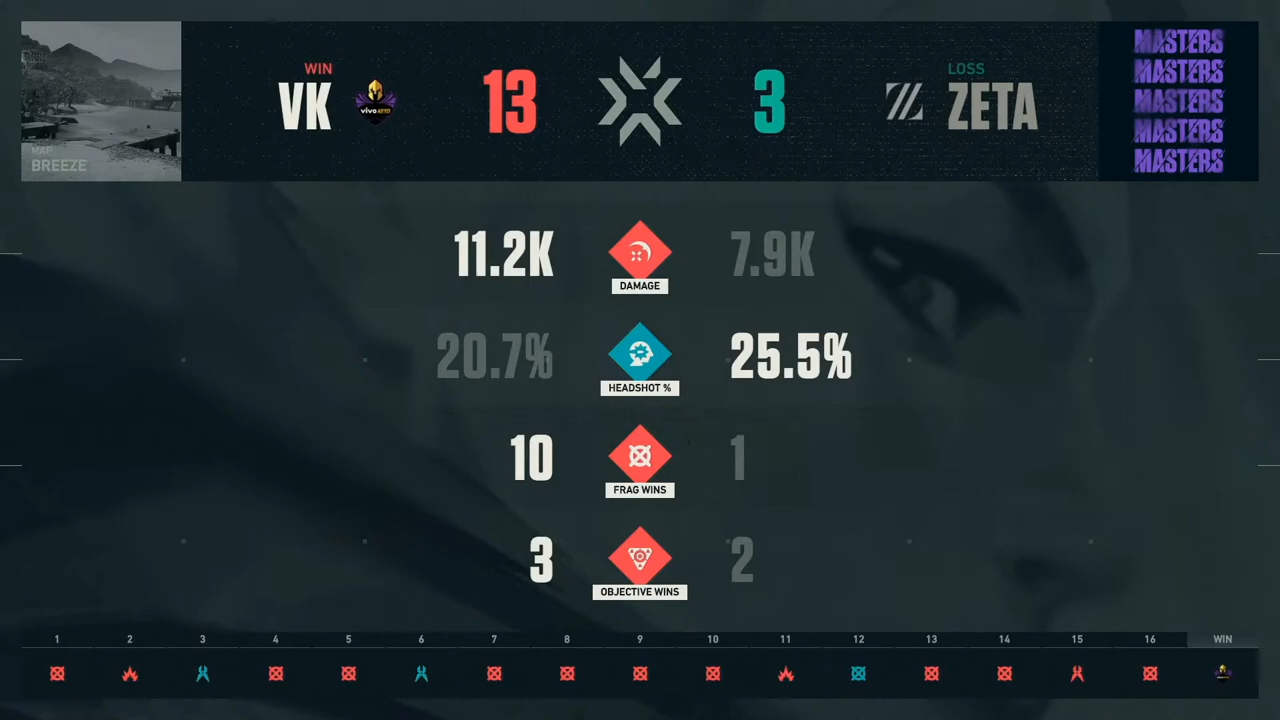 MAP
BREEZE
WIN
VK
vivo KEYD
13
3
LOSS
ZETA
MASTERS
MASTERS
MASTERS
MASTERS
MASTERS
11.2K
DAMAGE
7.9K
20.7%
HEADSHOT %
25.5%
10
FRAG WINS
1
3
OBJECTIVE WINS
2
1 2 3 4 5 6 7 8 9 10 11 12 13 14 15 16 WIN